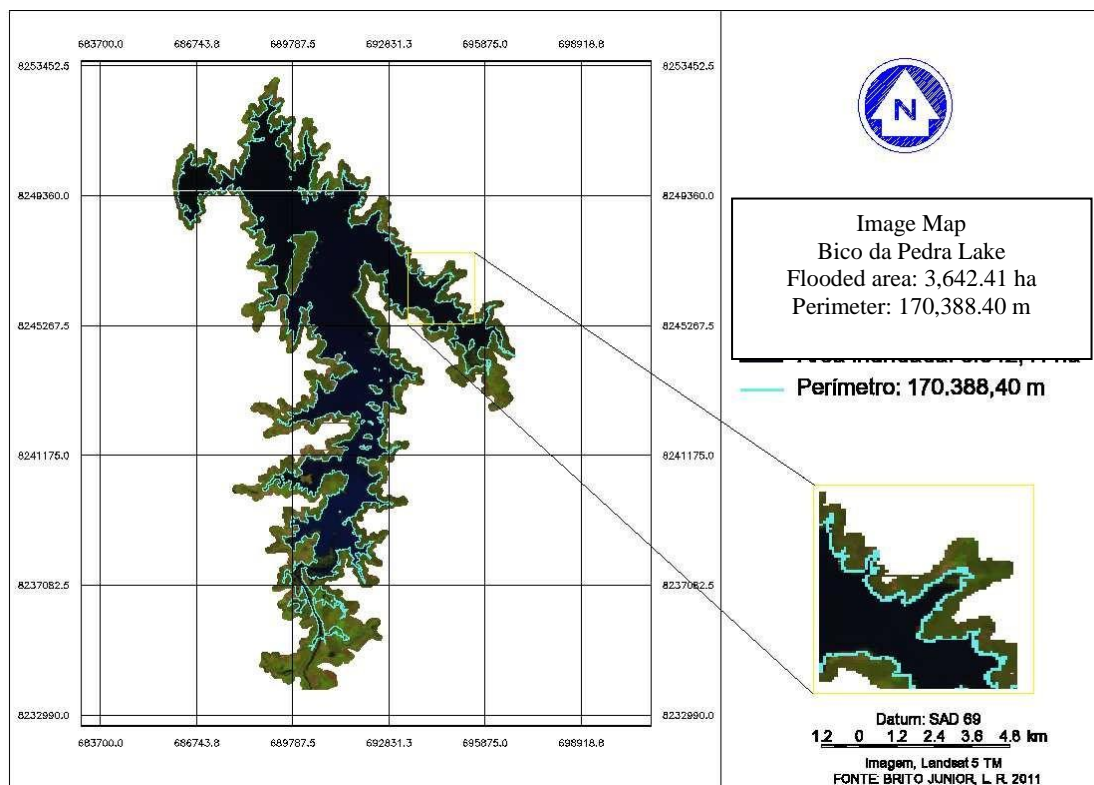 683700.0 686743.8 689787.5 692831.3 695875.0 698918.8
8253452.5 8253452.5
8249360.0 8249360.0
8245267.5 8245267.5
8241175.0 8241175.0
8237082.5 8237082.5
8232990.0 8232990.0
683700.0 686743.8 689787.5 692831.3 695875.0 698918.8
N
Image Map
Bico da Pedra Lake
Flooded area: 3,642.41 ha
Perimeter: 170,388.40 m
Perímetro: 170.388,40 m
Datum: SAD 69
1.2 0 1.2 2.4 3.6 4.8 km
Imagem, Landsat 5 TM
FONTE: BRITO JUNIOR, L. R. 2011